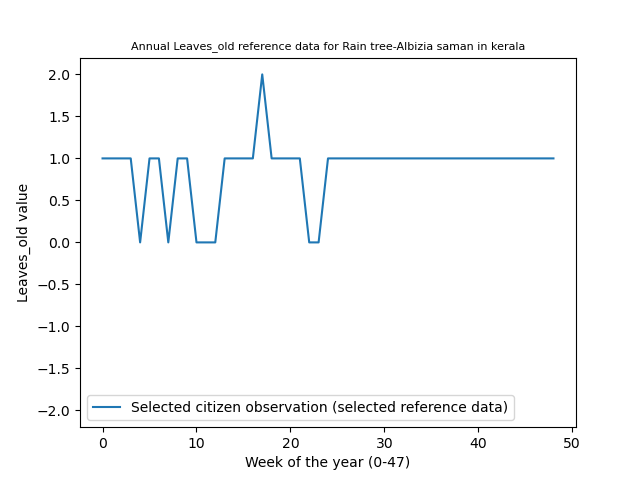 Annual Leaves_old reference data for Rain tree-Albizia saman in kerala
Leaves_old value
2.0
1.5
1.0
0.5
0.0
−0.5
−1.0
−1.5
−2.0
Selected citizen observation (selected reference data)
0 10 20 30 40 50
Week of the year (0-47)